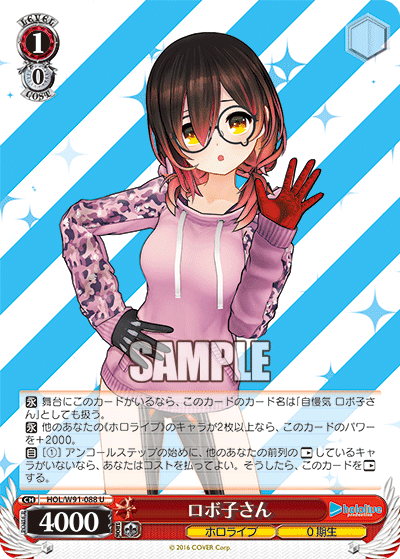 LEVEL
1
0
COST
SAMPLE
永 舞台にこのカードがいるなら、このカードのカード名は「自慢気 ロボ子さ
ん」としても扱う。
永 他のあなたの《ホロライブ》のキャラが2枚以上なら、このカードのパワー
を+2000。
自 [①] アンコールステップの始めに、他のあなたの前列の しているキャ
ラがいないなら、あなたはコストを払ってよい。そうしたら、このカードを
する。
CH HOL/W91-088 U
4000
ロボ子さん
hololive
ホロライブ
0期生
© 2016 COVER Corp.